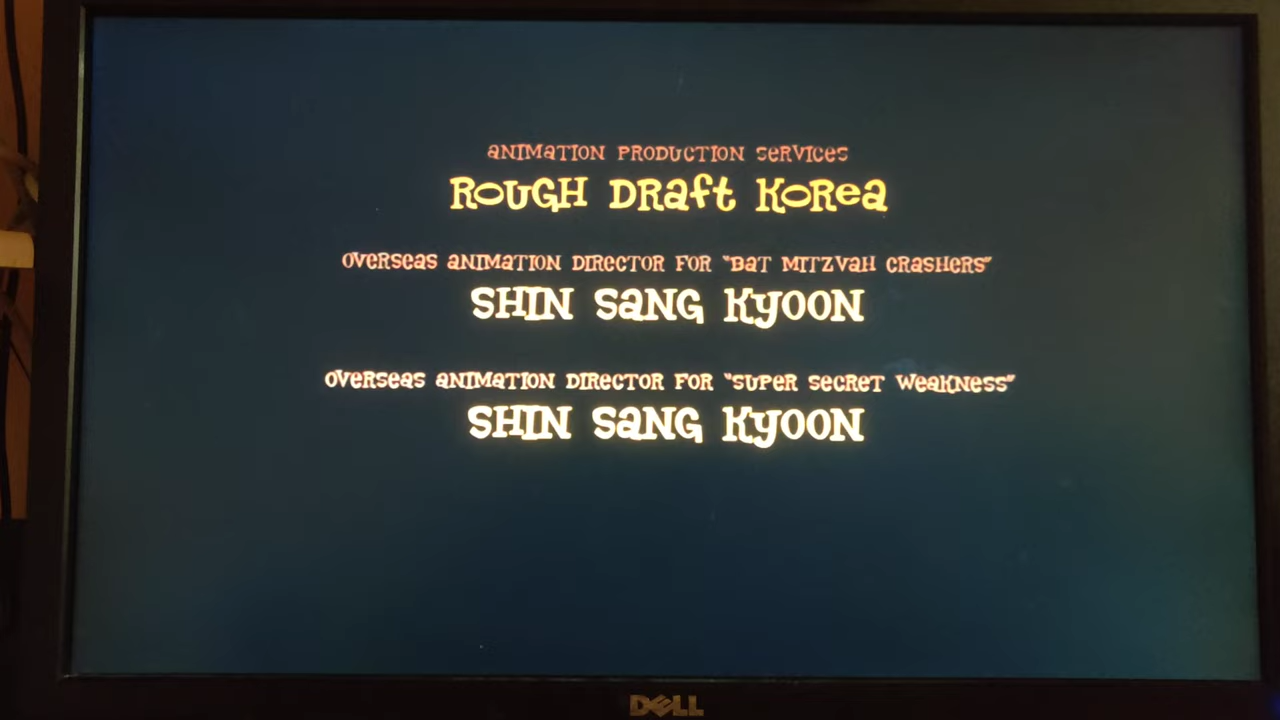 ANIMATION PRODUCTION SERVICES
ROUGH DRAFT KOREA
OVERSEAS ANIMATION DIRECTOR FOR "BAT MITZVAH CRASHERS"
SHIN SANG KYOON
OVERSEAS ANIMATION DIRECTOR FOR "SUPER SECRET WEAKNESS"
SHIN SANG KYOON
DELL